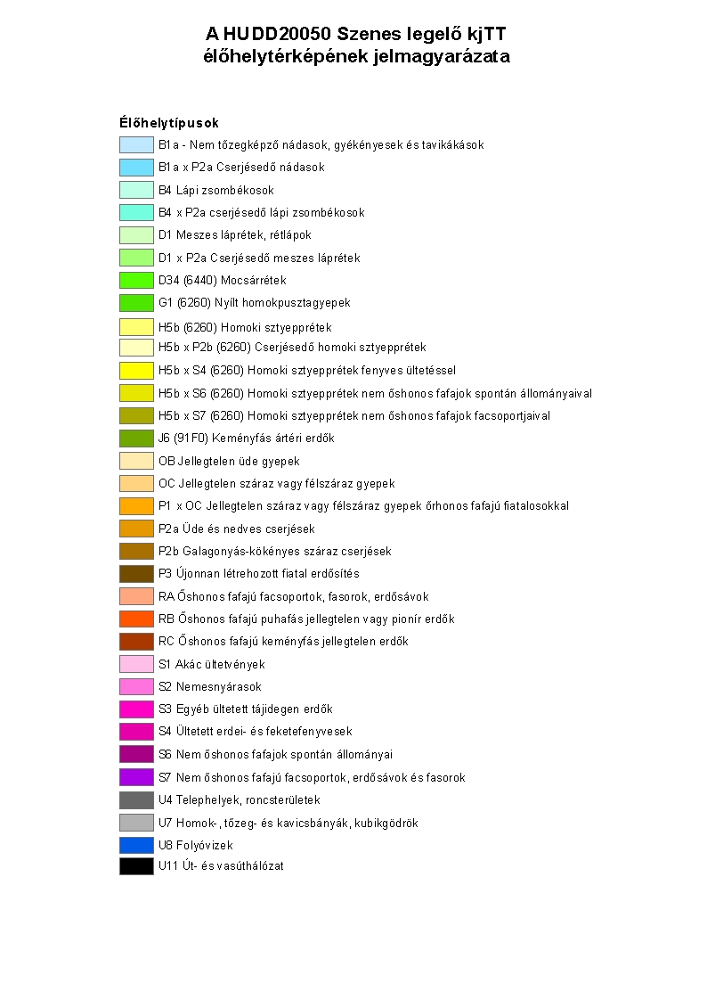 A HUDD20050 Szenes legelő kjTT
élőhelytérképének jelmagyarázata
Élőhelytípusok
B1a - Nem tőzegképző nádasok, gyékényesek és tavikákások
B1a x P2a Cserjésedő nádasok
B4 Lápi zsombékosok
B4 x P2a cserjésedő lápi zsombékosok
D1 Meszes láprétek, rétlápok
D1 x P2a Cserjésedő meszes láprétek
D34 (6440) Mocsárrétek
G1 (6260) Nyílt homokpusztagyepek
H5b (6260) Homoki sztyepprétek
H5b x P2b (6260) Cserjésedő homoki sztyepprétek
H5b x S4 (6260) Homoki sztyepprétek fenyves ültetéssel
H5b x S6 (6260) Homoki sztyepprétek nem őshonos fafajok spontán állományaival
H5b x S7 (6260) Homoki sztyepprétek nem őshonos fafajok facsoportjaival
J6 (91F0) Keményfás ártéri erdők
OB Jellegtelen üde gyepek
OC Jellegtelen száraz vagy félszáraz gyepek
P1 x OC Jellegtelen száraz vagy félszáraz gyepek őrhonos fafajú fiatalosokkal
P2a Üde és nedves cserjések
P2b Galagonyás-kökényes száraz cserjések
P3 Újonnan létrehozott fiatal erdősítés
RA Őshonos fafajú facsoportok, fasorok, erdősávok
RB Őshonos fafajú puhafás jellegtelen vagy pionír erdők
RC Őshonos fafajú keményfás jellegtelen erdők
S1 Akác ültetvények
S2 Nemesnyárasok
S3 Egyéb ültetett tájidegen erdők
S4 Ültetett erdei- és feketefenyvesek
S6 Nem őshonos fafajok spontán állományai
S7 Nem őshonos fafajú facsoportok, erdősávok és fasorok
U4 Telephelyek, roncsterületek
U7 Homok-, tőzeg- és kavicsbányák, kubikgödrök
U8 Folyóvizek
U11 Út- és vasúthálózat